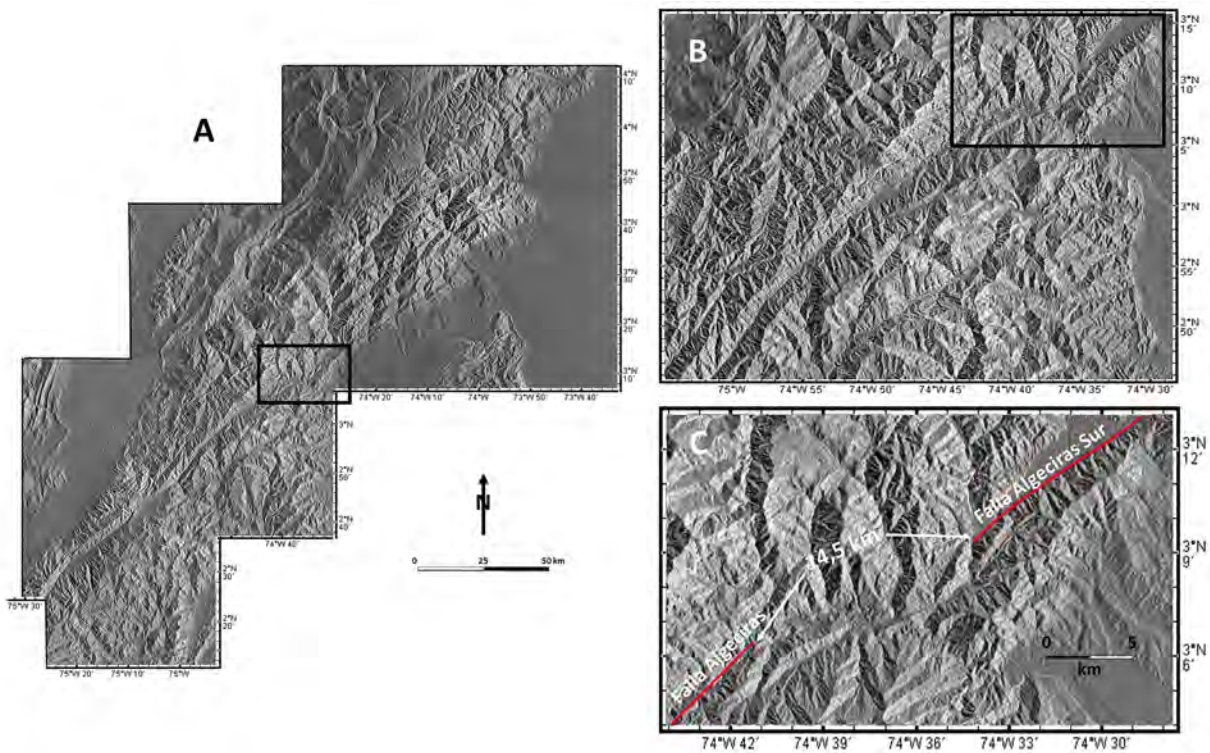 A
4°N
10′
4°N
3°N
50′
3°N
40′
3°N
30′
3°N
20′
3°N
10′
74°W 20′ 74°W 10′ 74°W 73°W 50′ 73°W 40′
3°N
2°N
50′
2°N
40′
74°W 40′
2°N
30′
2°N
20′
75°W 30′
75°W 20′ 75°W 10′ 75°W
N
0 25 50 km
B
3°N
15′
3°N
10′
3°N
5′
3°N
2°N
55′
2°N
50′
75°W 74°W 55′ 74°W 50′ 74°W 45′ 74°W 40′ 74°W 35′ 74°W 30′
C
Falla Algeciras Sur
14,5 km
Falla Algeciras
0 5
km
3°N
12′
3°N
9′
3°N
6′
74°W 42′ 74°W 39′ 74°W 36′ 74°W 33′ 74°W 30′